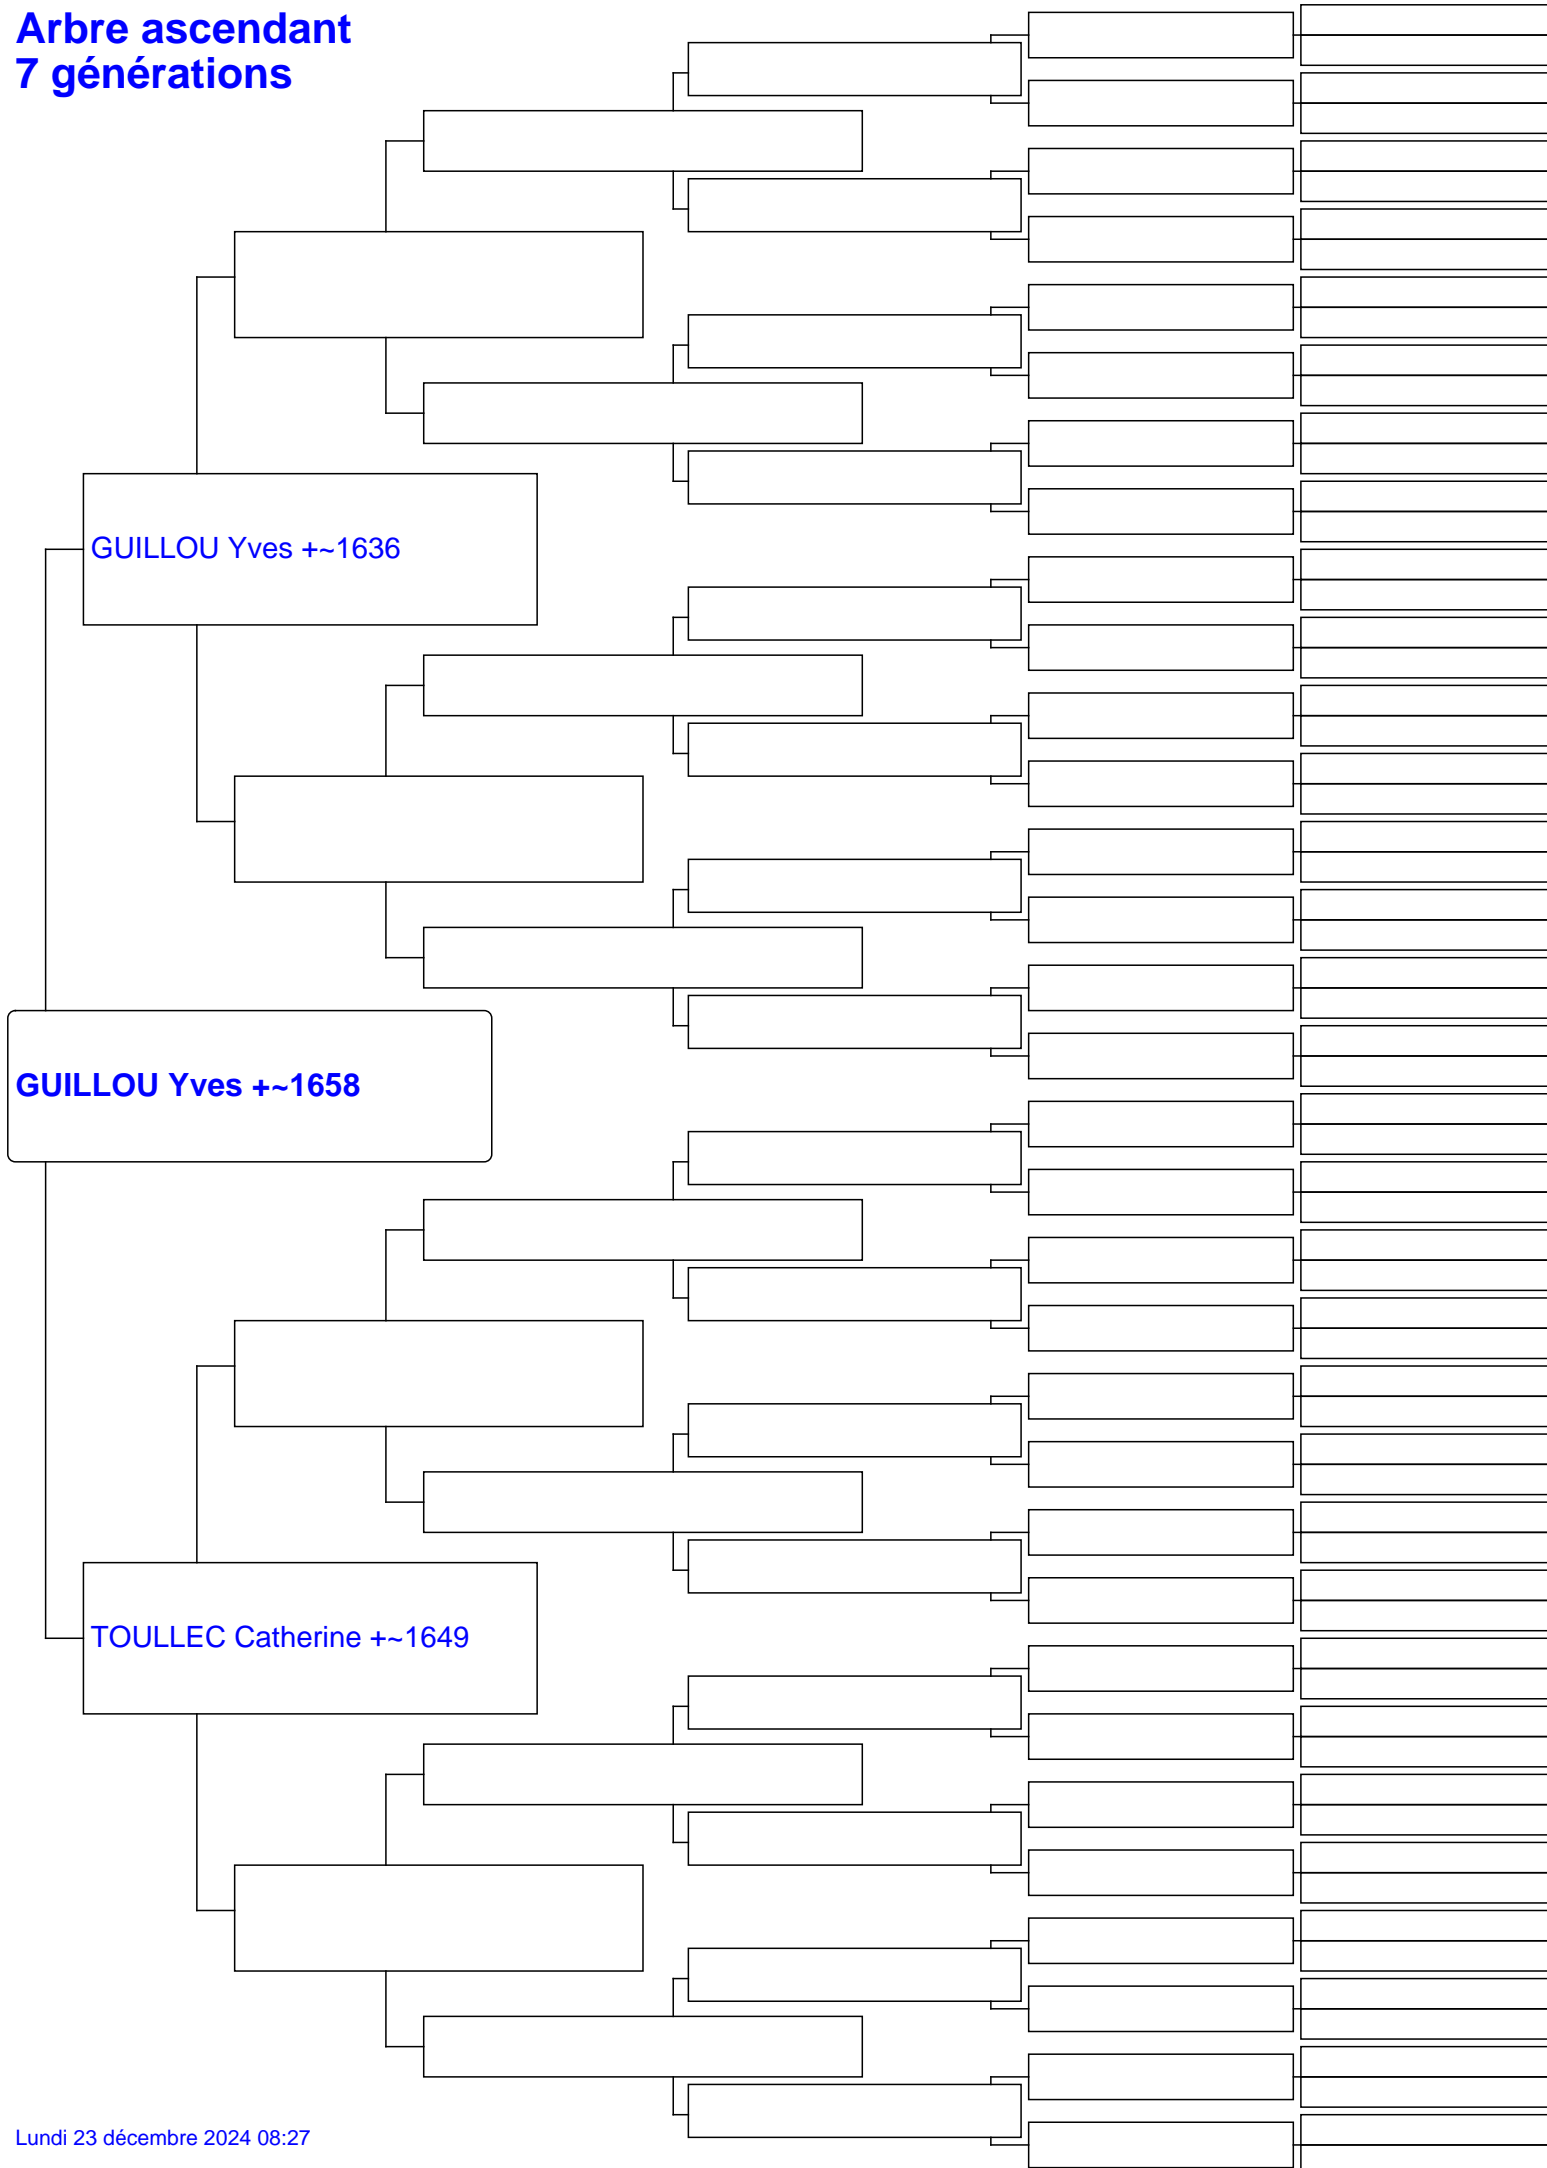 Arbre ascendant
7 générations
GUILLOU Yves +~1636
GUILLOU Yves +~1658
TOULLEC Catherine +~1649
Lundi 23 décembre 2024 08:27